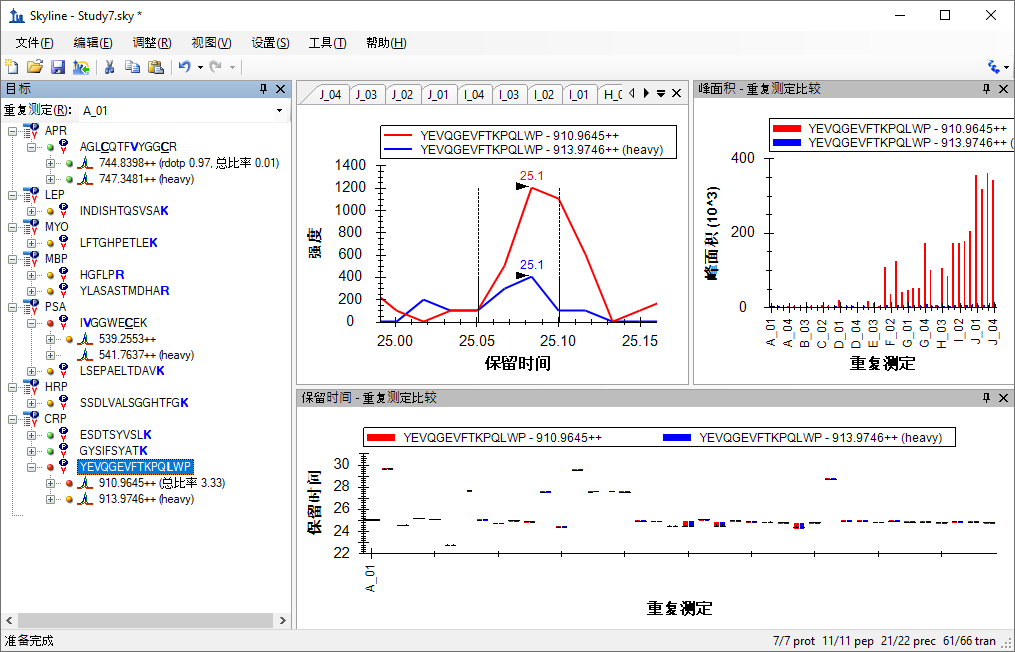 Skyline - Study7.sky *
文件(F) 编辑(E) 调整(R) 视图(V) 设置(S) 工具(T) 帮助(H)
目标
重复测定(R): A_01
APR
AGLCQTFVYGGCR
744.8398++ (rdotp 0.97, 总比率 0.01)
747.3481++ (heavy)
LEP
INDISHTQSVSAK
MYO
LFTGHPETLEK
MBP
HGFLPR
YLASASTMDHAR
PSA
IVGGWECEK
539.2553++
541.7637++ (heavy)
LSEPAELTDAVK
HRP
SSDLVALSGGHTFGK
CRP
ESDTSYVSLK
GYSIFSYATK
YEVQGEVFTKPQLWP
910.9645++ (总比率 3.33)
913.9746++ (heavy)
J_04 J_03 J_02 J_01 I_04 I_03 I_02 I_01 H_0
YEVQGEVFTKPQLWP - 910.9645++
YEVQGEVFTKPQLWP - 913.9746++ (heavy)
强度
1400
1200
1000
800
600
400
200
0
25.1
25.1
25.00 25.05 25.10 25.15
保留时间
峰面积 - 重复测定比较
YEVQGEVFTKPQLWP - 910.9645++
YEVQGEVFTKPQLWP - 913.9746++ (
峰面积 (10^3)
400
200
0
A_01 A_04 B_03 C_02 D_01 D_04 E_03 F_02 G_01 G_04 H_03 I_02 J_01 J_04
重复测定
保留时间 - 重复测定比较
YEVQGEVFTKPQLWP - 910.9645++ YEVQGEVFTKPQLWP - 913.9746++ (heavy)
保留时间
30
28
26
24
22
A_01
重复测定
准备完成 7/7 prot 11/11 pep 21/22 prec 61/66 tran